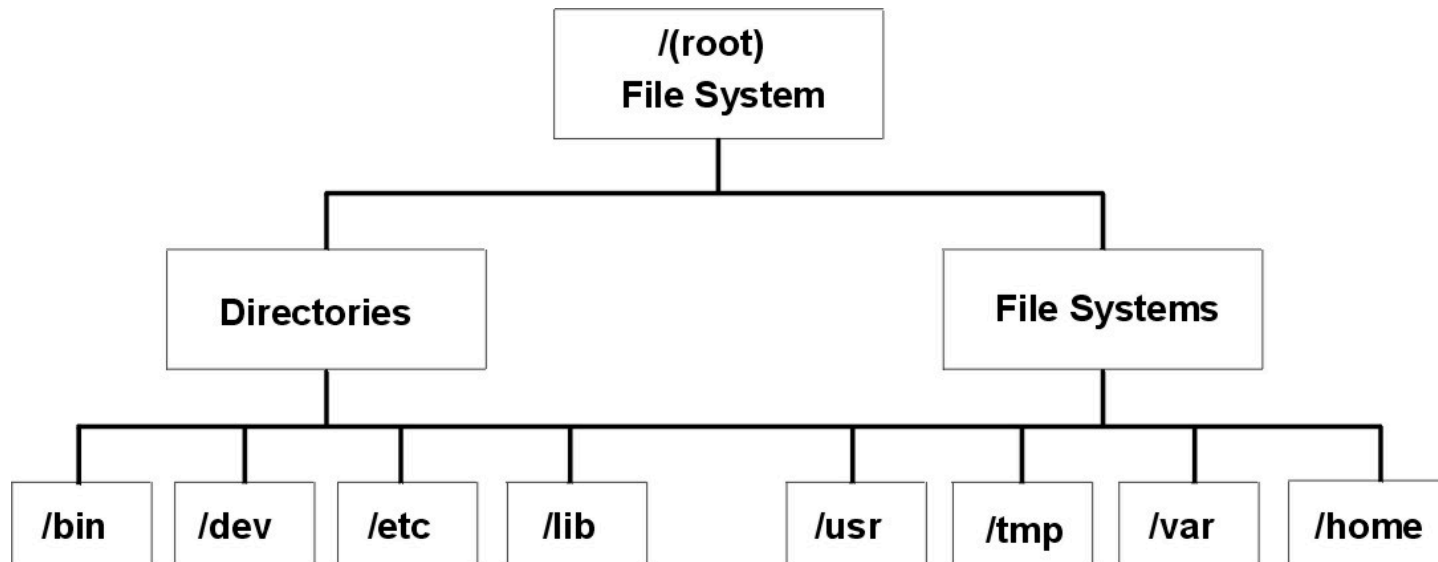 /(root)
File System
Directories
File Systems
/bin
/dev
/etc
/lib
/usr
/tmp
/var
/home